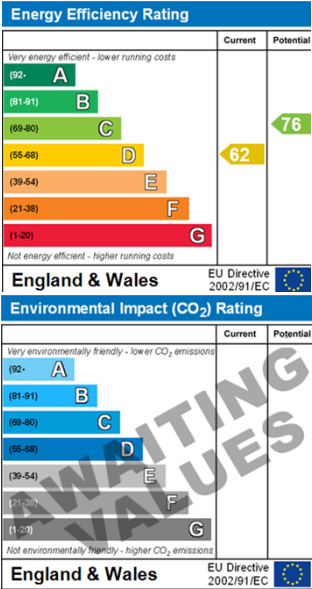 Energy Efficiency Rating
Current Potential
Very energy efficient - lower running costs
(92- A
(81-91) B
(69-80) C
76
(55-68) D
62
(39-54) E
(21-38) F
(1-20) G
Not energy efficient - higher running costs
England & Wales
EU Directive
2002/91/EC
Environmental Impact (CO2) Rating
Current Potential
Very environmentally friendly - lower CO2 emissions
(92- A
(81-91) B
(69-80) C
(55-68) D
(39-54) E
(21-38) F
(1-20) G
AWAITING
VALUES
Not environmentally friendly - higher CO2 emissions
England & Wales
EU Directive
2002/91/EC